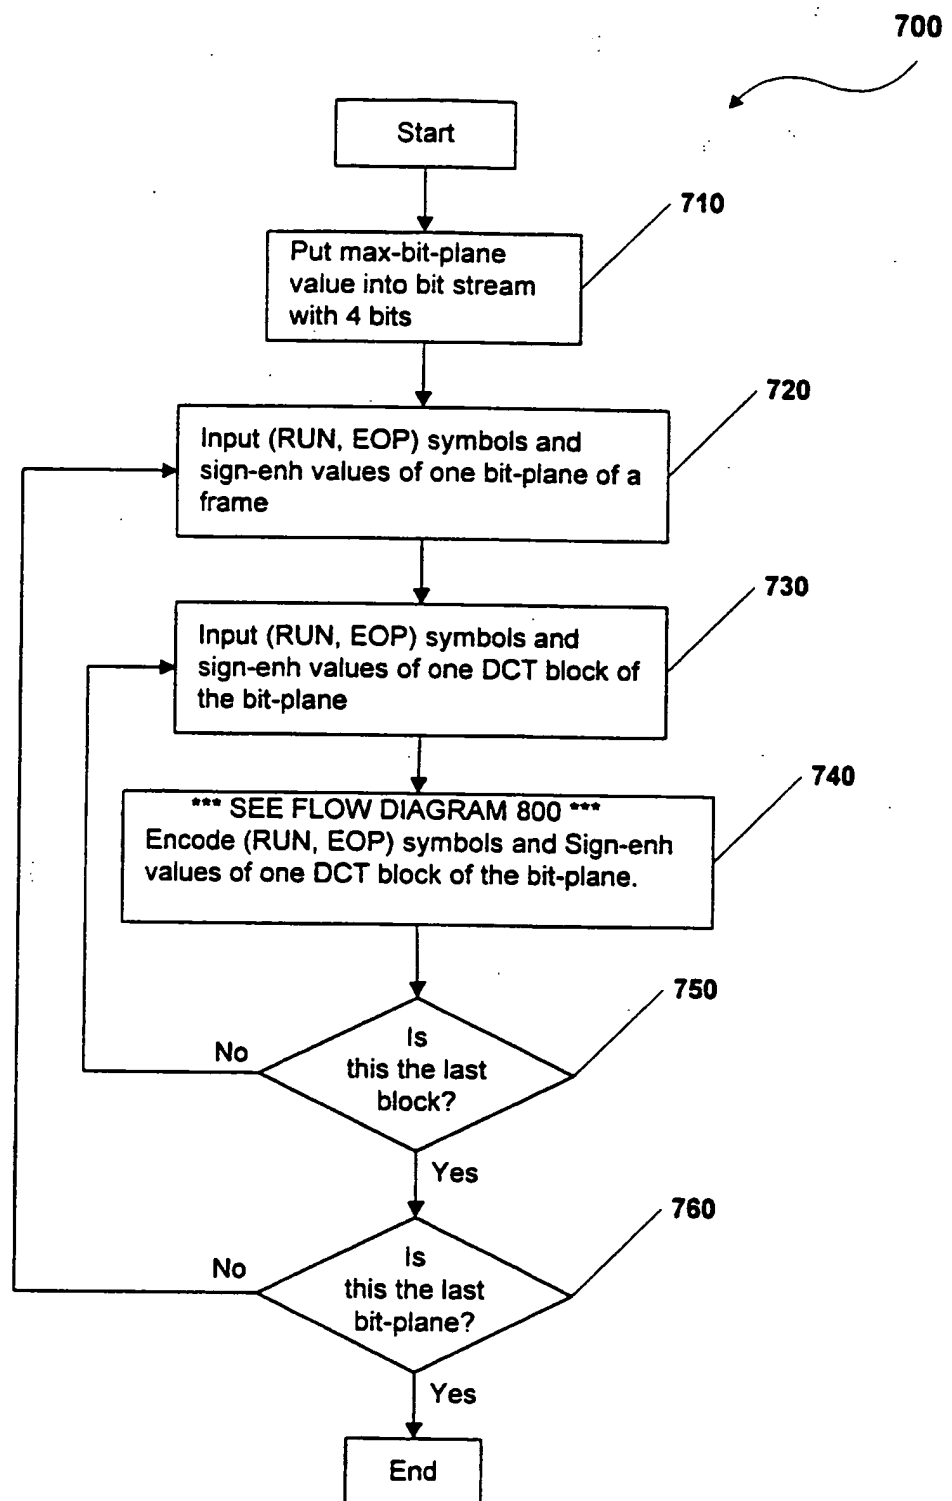 700
Start
710
Put max-bit-plane
value into bit stream
with 4 bits
720
Input (RUN, EOP) symbols and
sign-enh values of one bit-plane of a
frame
730
Input (RUN, EOP) symbols and
sign-enh values of one DCT block of
the bit-plane
740
*** SEE FLOW DIAGRAM 800 ***
Encode (RUN, EOP) symbols and Sign-enh
values of one DCT block of the bit-plane.
750
Is
this the last
block?
No
Yes
760
Is
this the last
bit-plane?
No
Yes
End